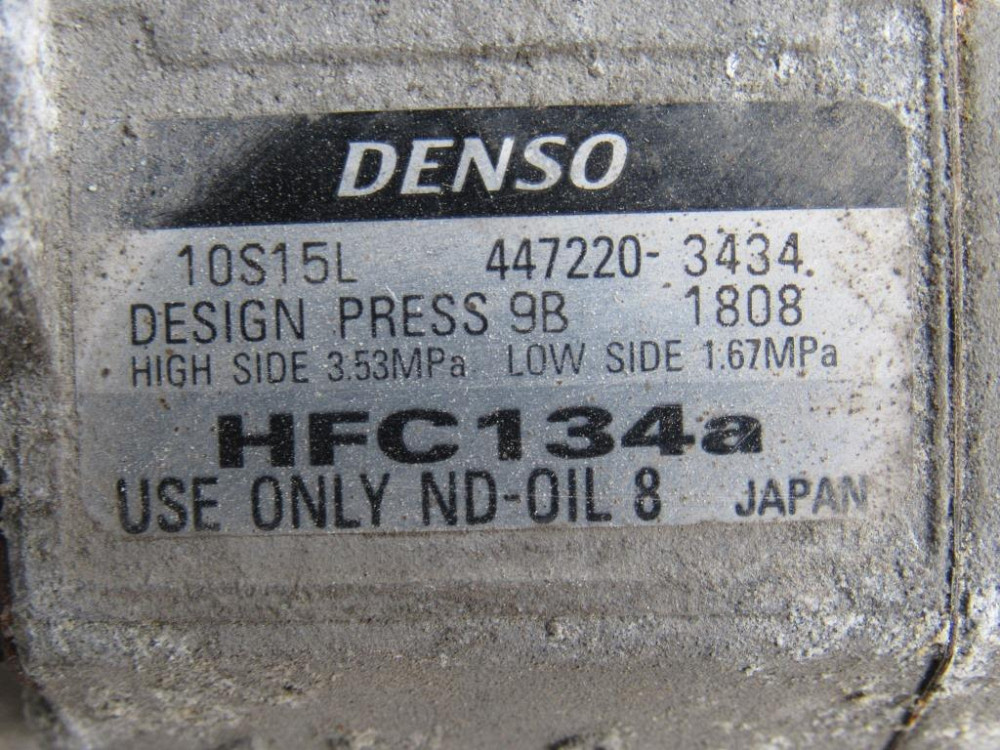 DENSO
10S15L 447220-3434
DESIGN PRESS 9B 1808
HIGH SIDE 3.53MPa LOW SIDE 1.67MPa
HFC134a
USE ONLY ND-OIL 8 JAPAN